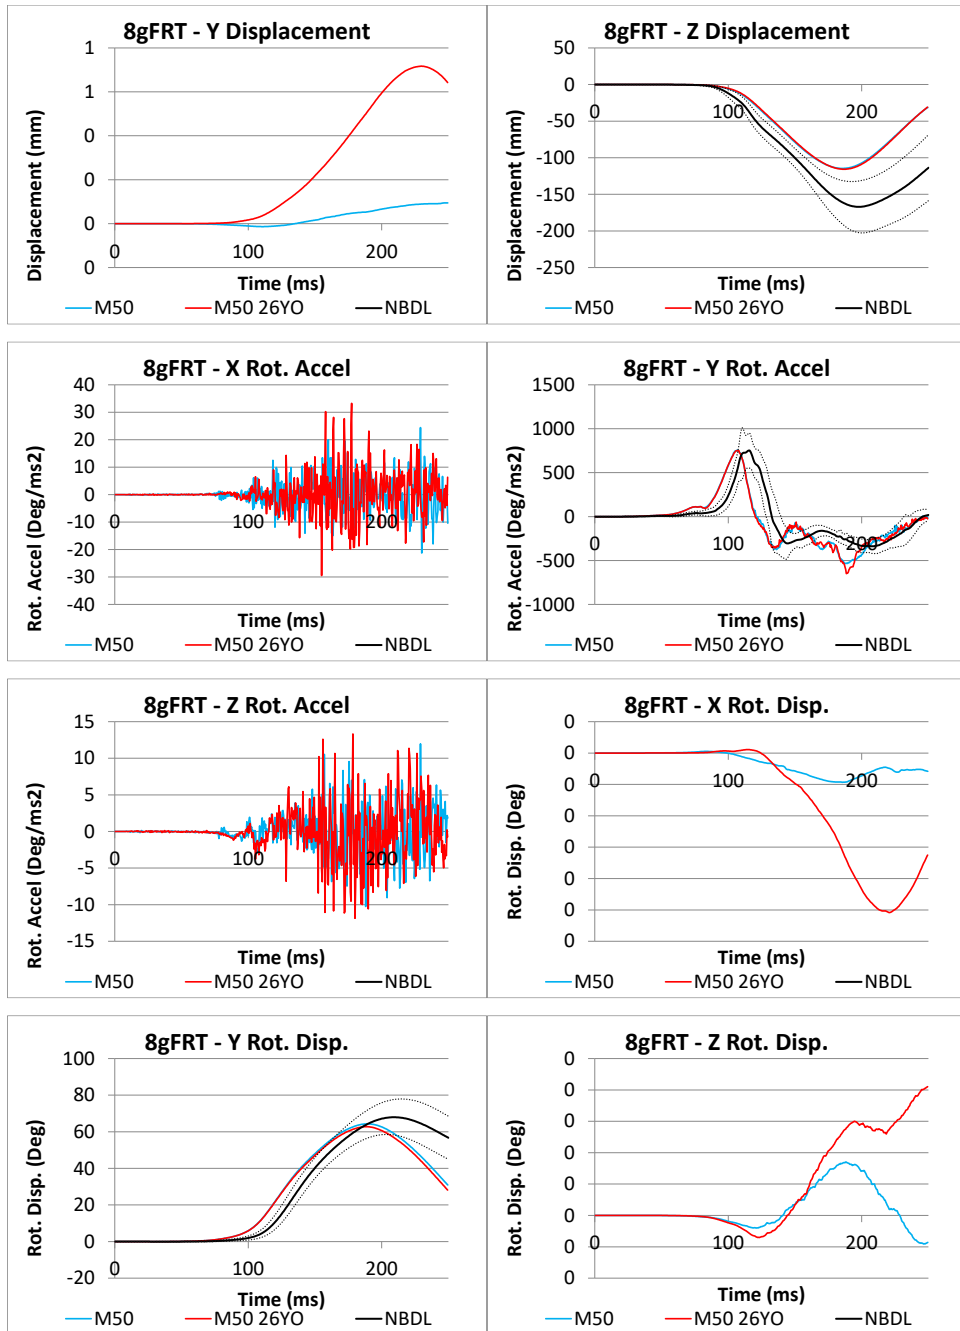 8gFRT - Y Displacement
1
1
0
0
0
0
0
200
Displacement (mm)
Time (ms)
M50 M50 26YO NBDL
8gFRT - Z Displacement
50
0
-50
-100
-150
-200
-250
0
100
200
Displacement (mm)
Time (ms)
M50 M50 26YO NBDL
8gFRT - X Rot. Accel
40
30
20
10
0
-10
-20
-30
-40
0
100
200
Rot. Accel (Deg/ms2)
Time (ms)
M50 M50 26YO NBDL
8gFRT - Y Rot. Accel
1500
1000
500
0
-500
-1000
0
100
200
Rot. Accel (Deg/ms2)
Time (ms)
M50 M50 26YO NBDL
8gFRT - Z Rot. Accel
15
10
5
0
-5
-10
-15
0
100
200
Rot. Accel (Deg/ms2)
Time (ms)
M50 M50 26YO NBDL
8gFRT - X Rot. Disp.
0
0
0
0
0
0
0
0
0
100
200
Rot. Disp. (Deg)
Time (ms)
M50 M50 26YO NBDL
8gFRT - Y Rot. Disp.
100
80
60
40
20
0
-20
0
100
200
Rot. Disp. (Deg)
Time (ms)
M50 M50 26YO NBDL
8gFRT - Z Rot. Disp.
0
0
0
0
0
0
0
0
0
100
200
Rot. Disp. (Deg)
Time (ms)
M50 M50 26YO NBDL